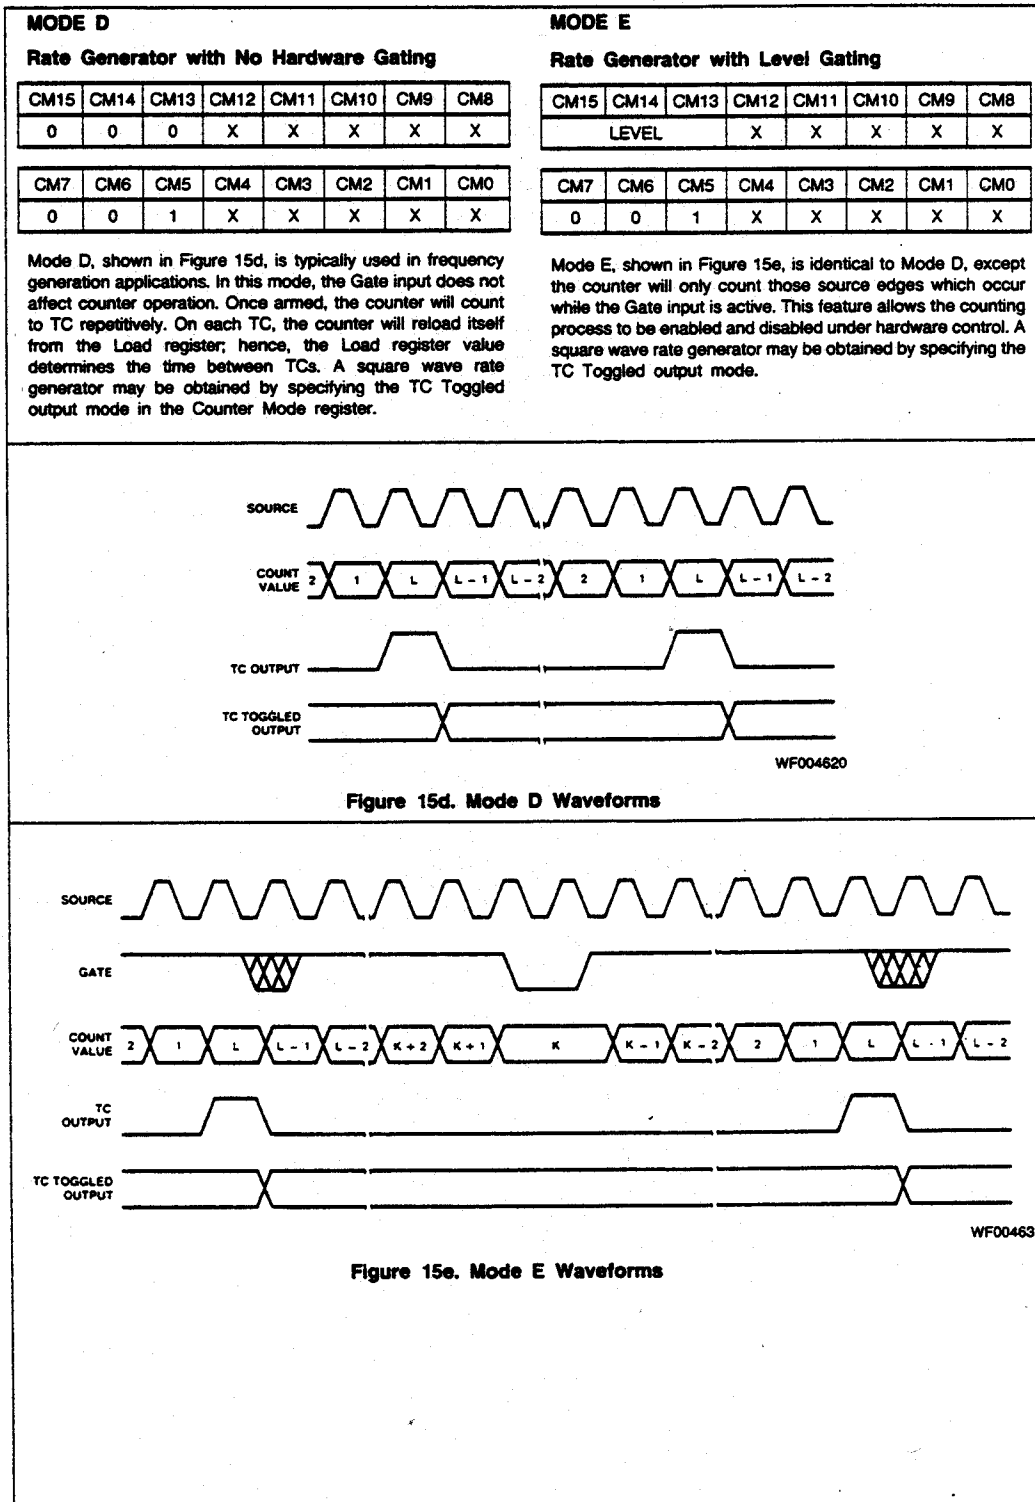 MODE D
Rate Generator with No Hardware Gating
CM15 CM14 CM13 CM12 CM11 CM10 CM9 CM8
0 0 0 X X X X X
CM7 CM6 CM5 CM4 CM3 CM2 CM1 CM0
0 0 1 X X X X X
Mode D, shown in Figure 15d, is typically used in frequency
generation applications. In this mode, the Gate input does not
affect counter operation. Once armed, the counter will count
to TC repetitively. On each TC, the counter will reload itself
from the Load register; hence, the Load register value
determines the time between TCs. A square wave rate
generator may be obtained by specifying the TC Toggled
output mode in the Counter Mode register.
MODE E
Rate Generator with Level Gating
CM15 CM14 CM13 CM12 CM11 CM10 CM9 CM8
LEVEL X X X X X
CM7 CM6 CM5 CM4 CM3 CM2 CM1 CM0
0 0 1 X X X X X
Mode E, shown in Figure 15e, is identical to Mode D, except
the counter will only count those source edges which occur
while the Gate input is active. This feature allows the counting
process to be enabled and disabled under hardware control. A
square wave rate generator may be obtained by specifying the
TC Toggled output mode.
SOURCE
COUNT
VALUE
2 1 L L - 1 L - 2 2 1 L L - 1 L - 2
TC OUTPUT
TC TOGGLED
OUTPUT
WF004620
Figure 15d. Mode D Waveforms
SOURCE
GATE
COUNT
VALUE
2 1 L L - 1 L - 2 K + 2 K + 1 K K - 1 K - 2 2 1 L L - 1 L - 2
TC
OUTPUT
TC TOGGLED
OUTPUT
WF00463
Figure 15e. Mode E Waveforms